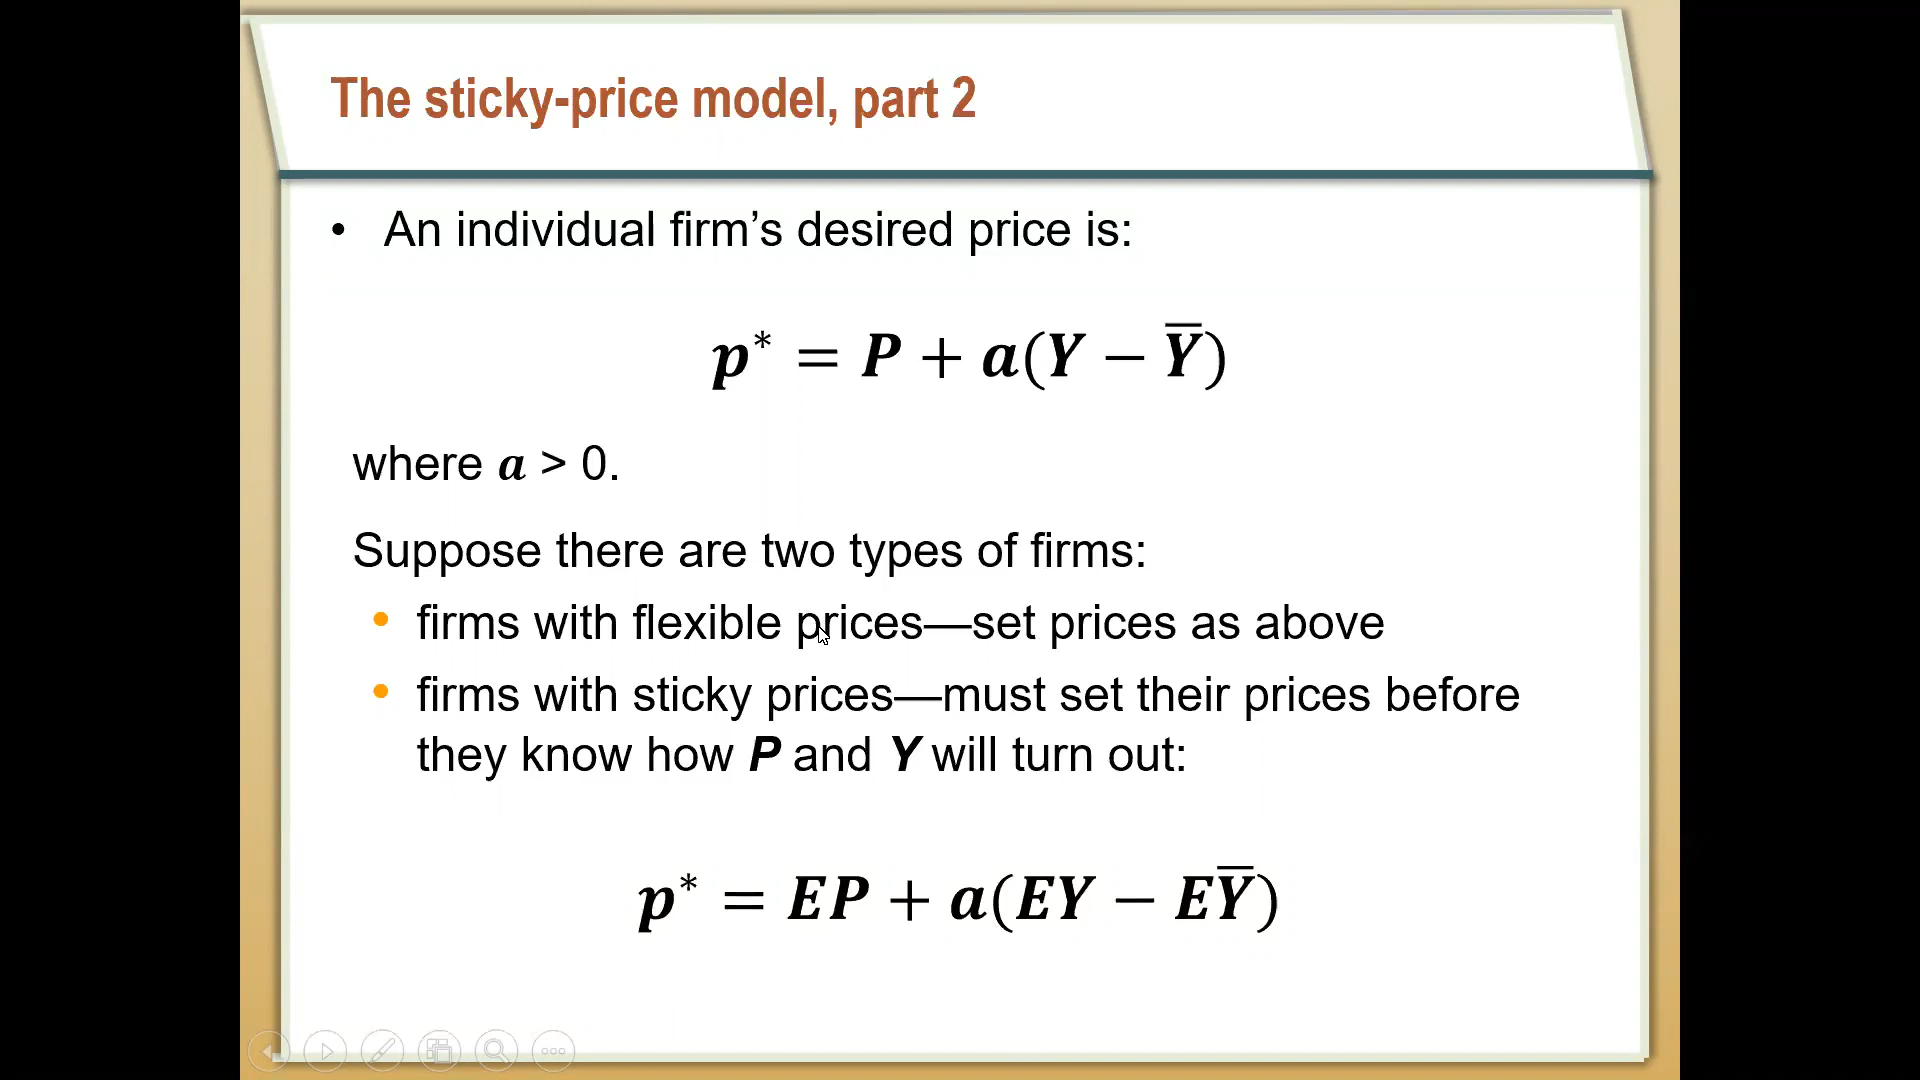 The sticky-price model, part 2
• An individual firm’s desired price is:
p* = P + a(Y − Y̅)
where a > 0.
Suppose there are two types of firms:
• firms with flexible prices—set prices as above
• firms with sticky prices—must set their prices before
they know how P and Y will turn out:
p* = EP + a(EY − EY̅)